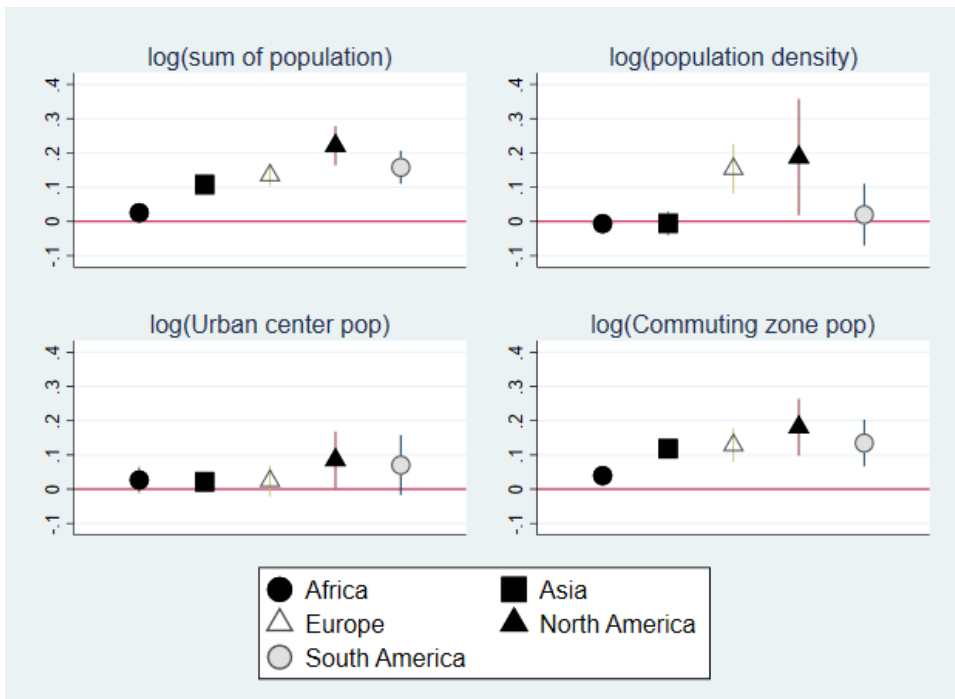 log(sum of population)
log(population density)
.4
.3
.2
.1
0
-.1
.4
.3
.2
.1
0
-.1
log(Urban center pop)
log(Commuting zone pop)
.4
.3
.2
.1
0
-.1
.4
.3
.2
.1
0
-.1
Africa
Asia
Europe
North America
South America